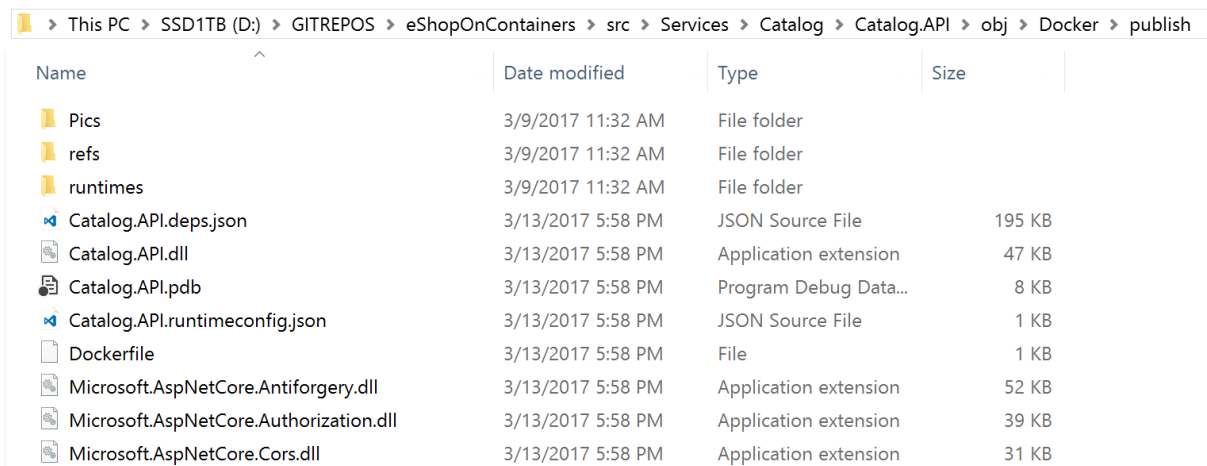 This PC > SSD1TB (D:) > GITREPOS > eShopOnContainers > src > Services > Catalog > Catalog.API > obj > Docker > publish
Name Date modified Type Size
Pics 3/9/2017 11:32 AM File folder
refs 3/9/2017 11:32 AM File folder
runtimes 3/9/2017 11:32 AM File folder
Catalog.API.deps.json 3/13/2017 5:58 PM JSON Source File 195 KB
Catalog.API.dll 3/13/2017 5:58 PM Application extension 47 KB
Catalog.API.pdb 3/13/2017 5:58 PM Program Debug Data... 8 KB
Catalog.API.runtimeconfig.json 3/13/2017 5:58 PM JSON Source File 1 KB
Dockerfile 3/13/2017 5:58 PM File 1 KB
Microsoft.AspNetCore.Antiforgery.dll 3/13/2017 5:58 PM Application extension 52 KB
Microsoft.AspNetCore.Authorization.dll 3/13/2017 5:58 PM Application extension 39 KB
Microsoft.AspNetCore.Cors.dll 3/13/2017 5:58 PM Application extension 31 KB